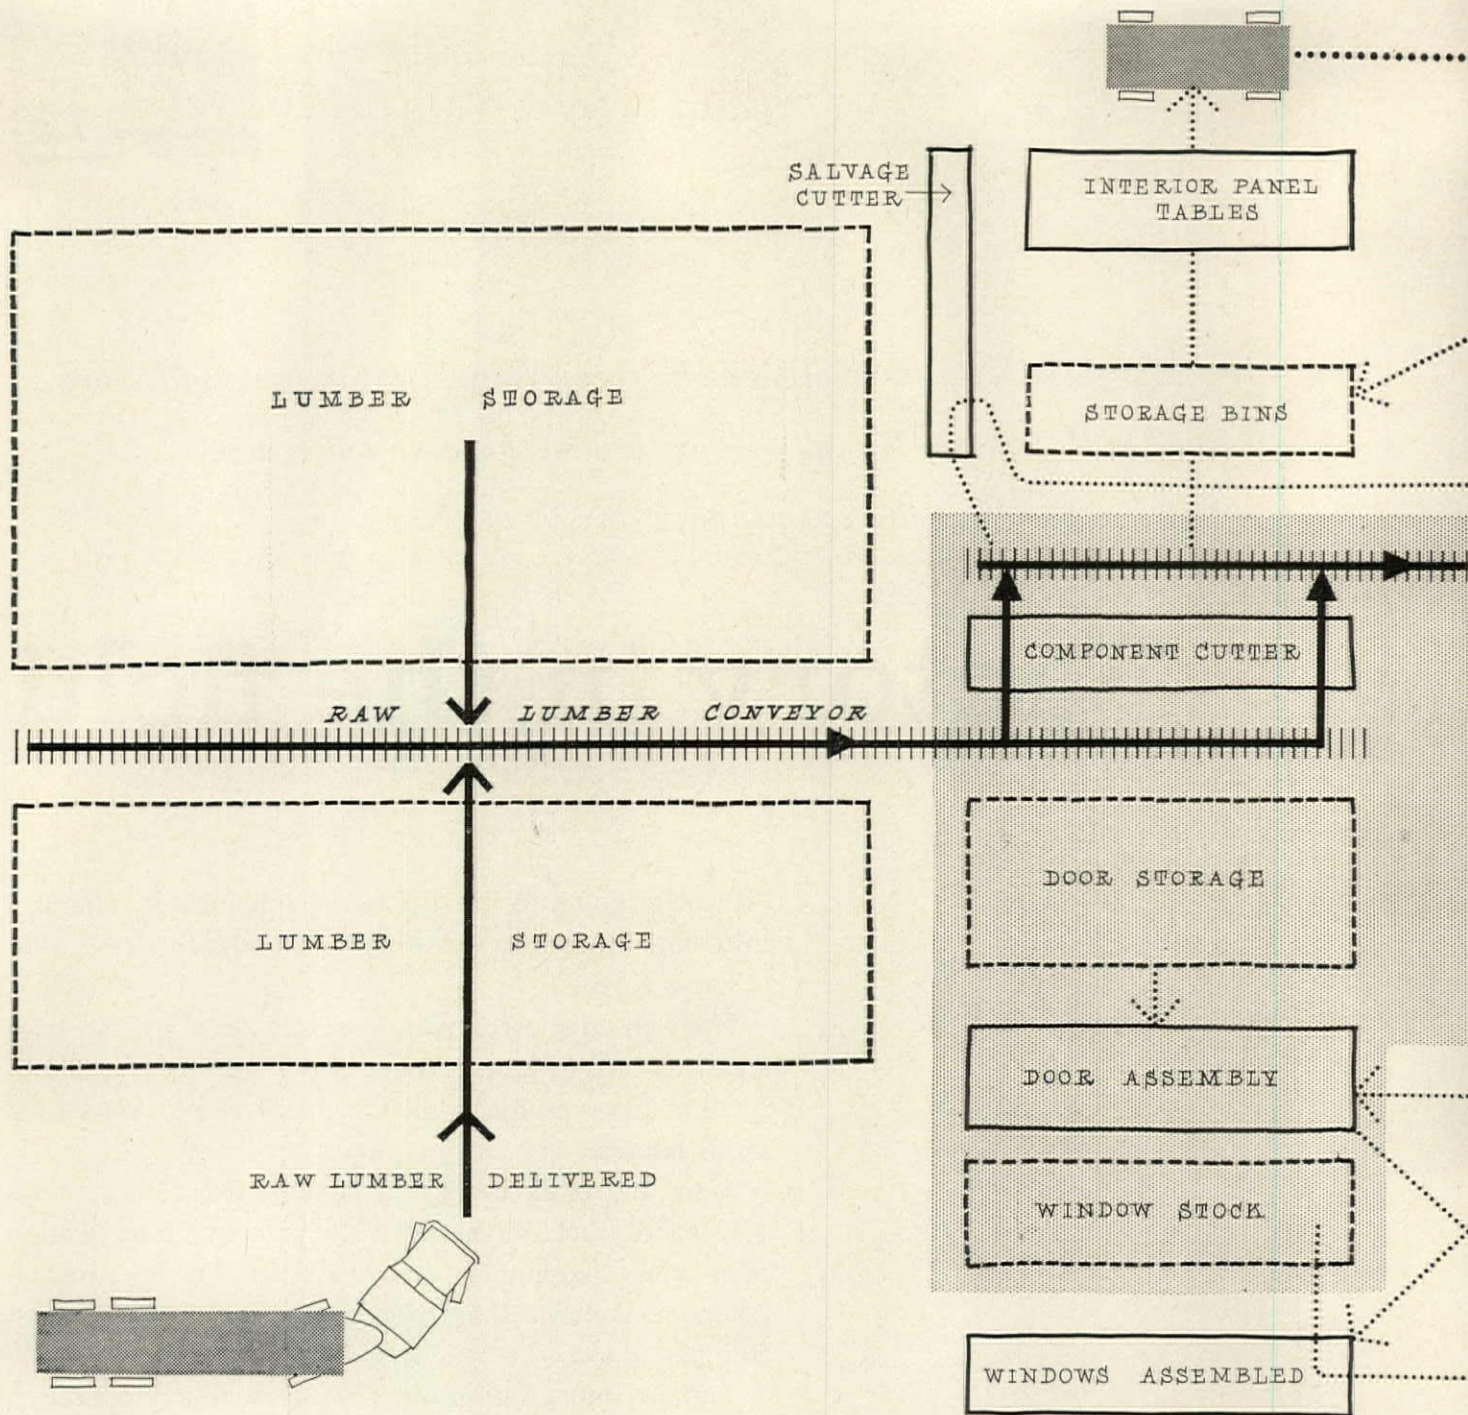 SALVAGE
CUTTER
INTERIOR PANEL
TABLES
LUMBER STORAGE
STORAGE BINS
COMPONENT CUTTER
RAW LUMBER CONVEYOR
DOOR STORAGE
LUMBER STORAGE
DOOR ASSEMBLY
RAW LUMBER DELIVERED
WINDOW STOCK
WINDOWS ASSEMBLED